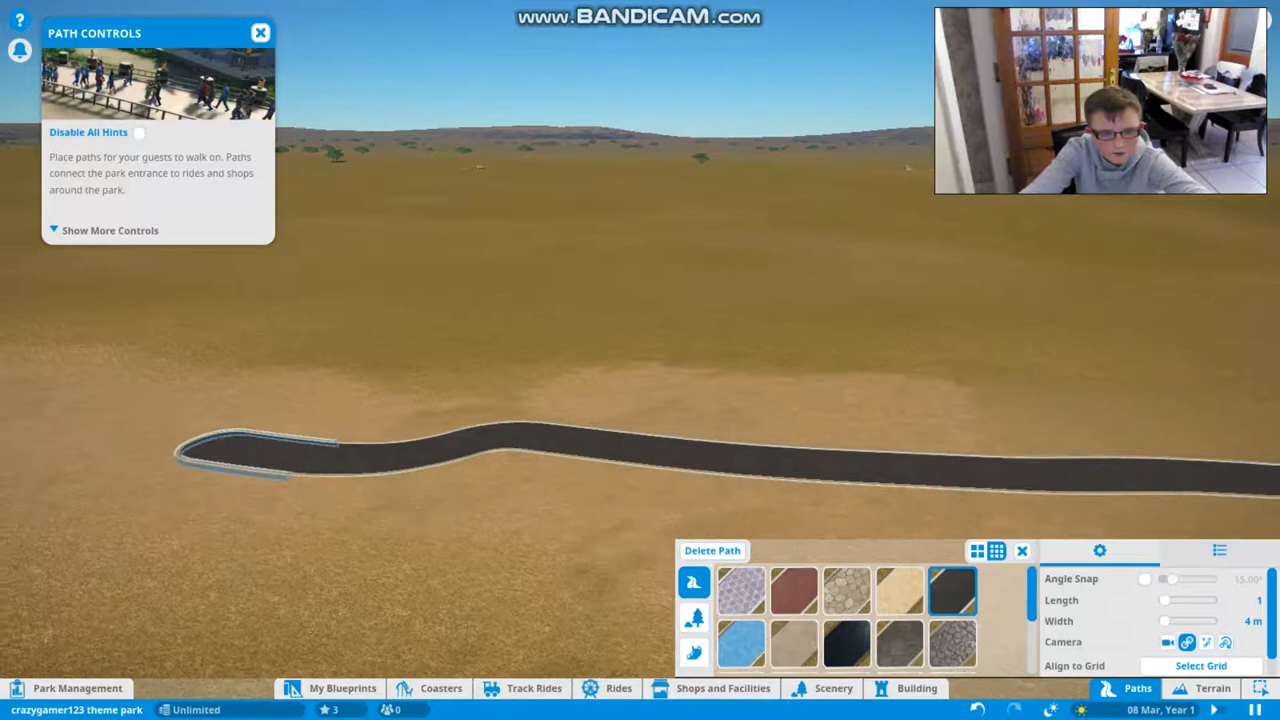 www.BANDICAM.com
PATH CONTROLS
Disable All Hints
Place paths for your guests to walk on. Paths
connect the park entrance to rides and shops
around the park.
Show More Controls
Delete Path
Angle Snap 15.00°
Length 1
Width 4 m
Camera
Align to Grid Select Grid
Park Management My Blueprints Coasters Track Rides Rides Shops and Facilities Scenery Building Paths Terrain
crazygamer123 theme park Unlimited 3 0 08 Mar, Year 1